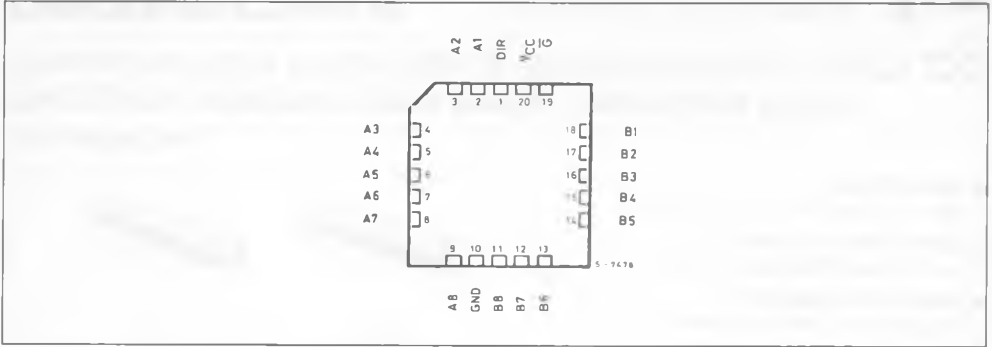 A2 A1 DIR VCC G
3 2 1 20 19
A3 4 18 B1
A4 5 17 B2
A5 6 16 B3
A6 7 15 B4
A7 8 14 B5
9 10 11 12 13
S - 7478
A8 GND B8 B7 B6